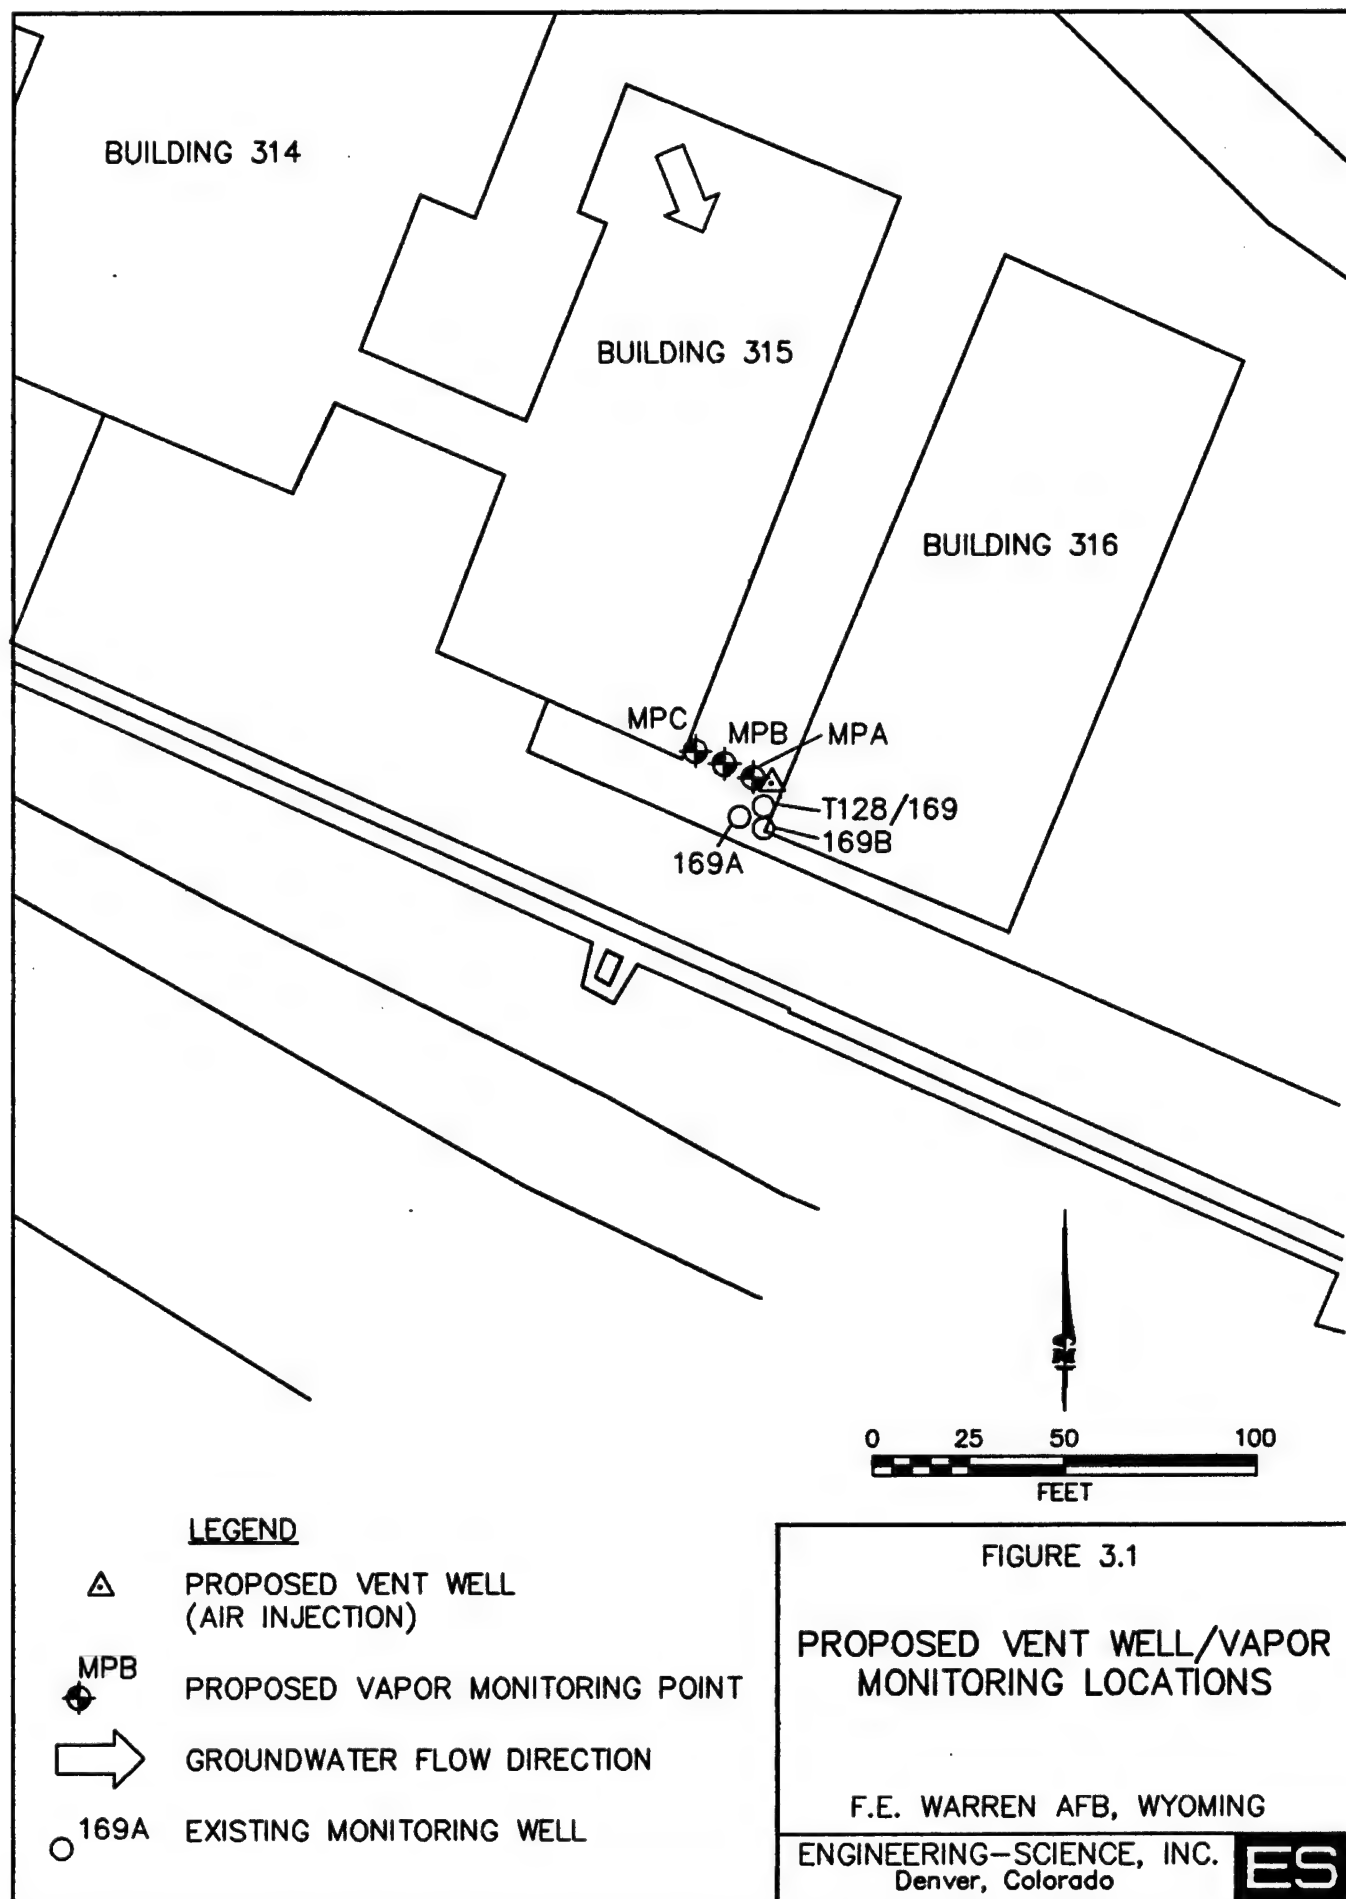 BUILDING 314
BUILDING 315
BUILDING 316
MPC
MPB
MPA
T128/169
169B
169A
0 25 50 100
FEET
LEGEND
PROPOSED VENT WELL
(AIR INJECTION)
MPB
PROPOSED VAPOR MONITORING POINT
GROUNDWATER FLOW DIRECTION
169A EXISTING MONITORING WELL
FIGURE 3.1
PROPOSED VENT WELL/VAPOR
MONITORING LOCATIONS
F.E. WARREN AFB, WYOMING
ENGINEERING-SCIENCE, INC.
Denver, Colorado
ES